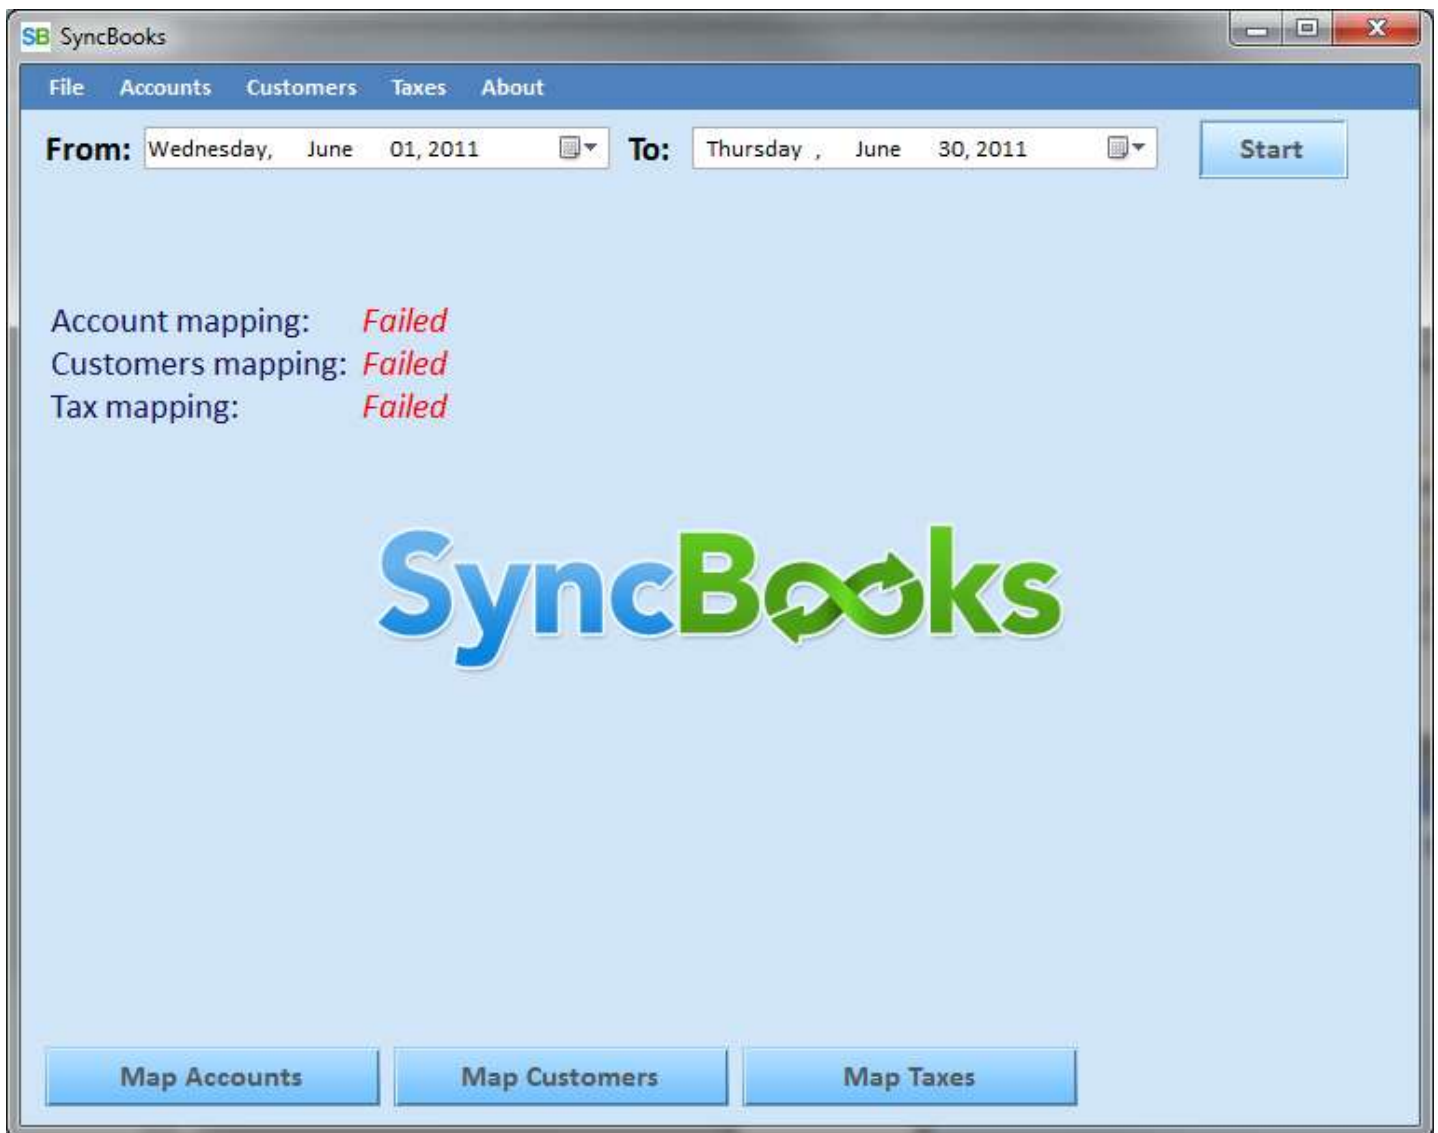 SB SyncBooks
File Accounts Customers Taxes About
From: Wednesday, June 01, 2011 To: Thursday , June 30, 2011 Start
Account mapping: Failed
Customers mapping: Failed
Tax mapping: Failed
SyncBooks
Map Accounts Map Customers Map Taxes